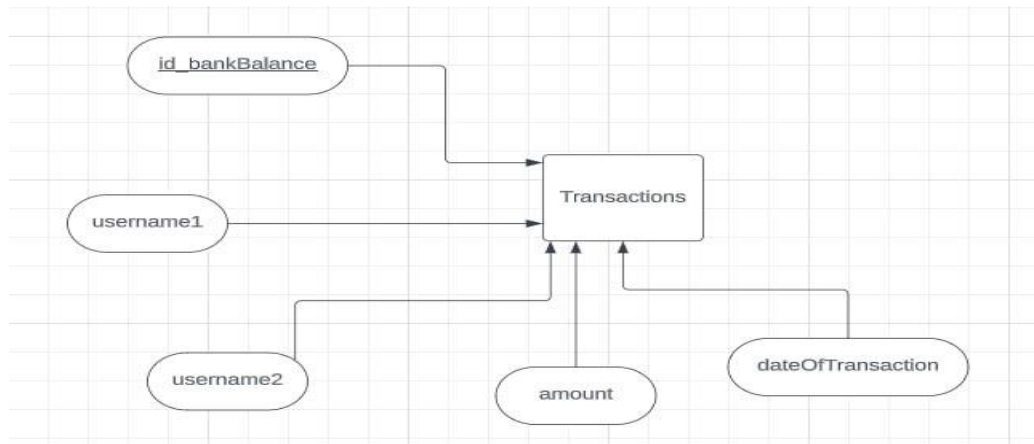 id_bankBalance
Transactions
username1
username2
amount
dateOfTransaction